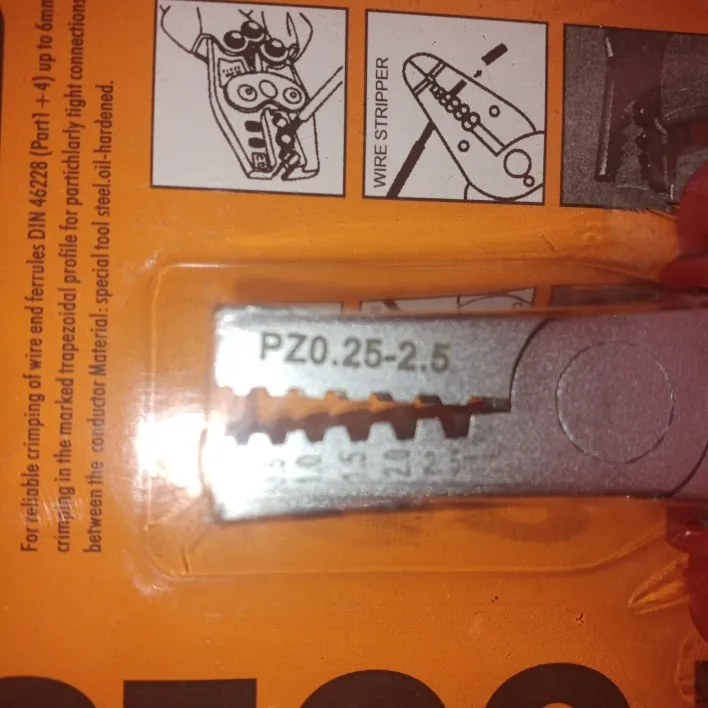 For reliable crimping of wire end ferrules DIN 46228 (Part1 +4) up to 6mm
crimping in the marked trapezoidal profile for partichlarly tight connections
between the conductor Material: special tool steel.oil-hardened.
WIRE STRIPPER
PZ0.25-2.5
1.0
1.5
2.0
2.5